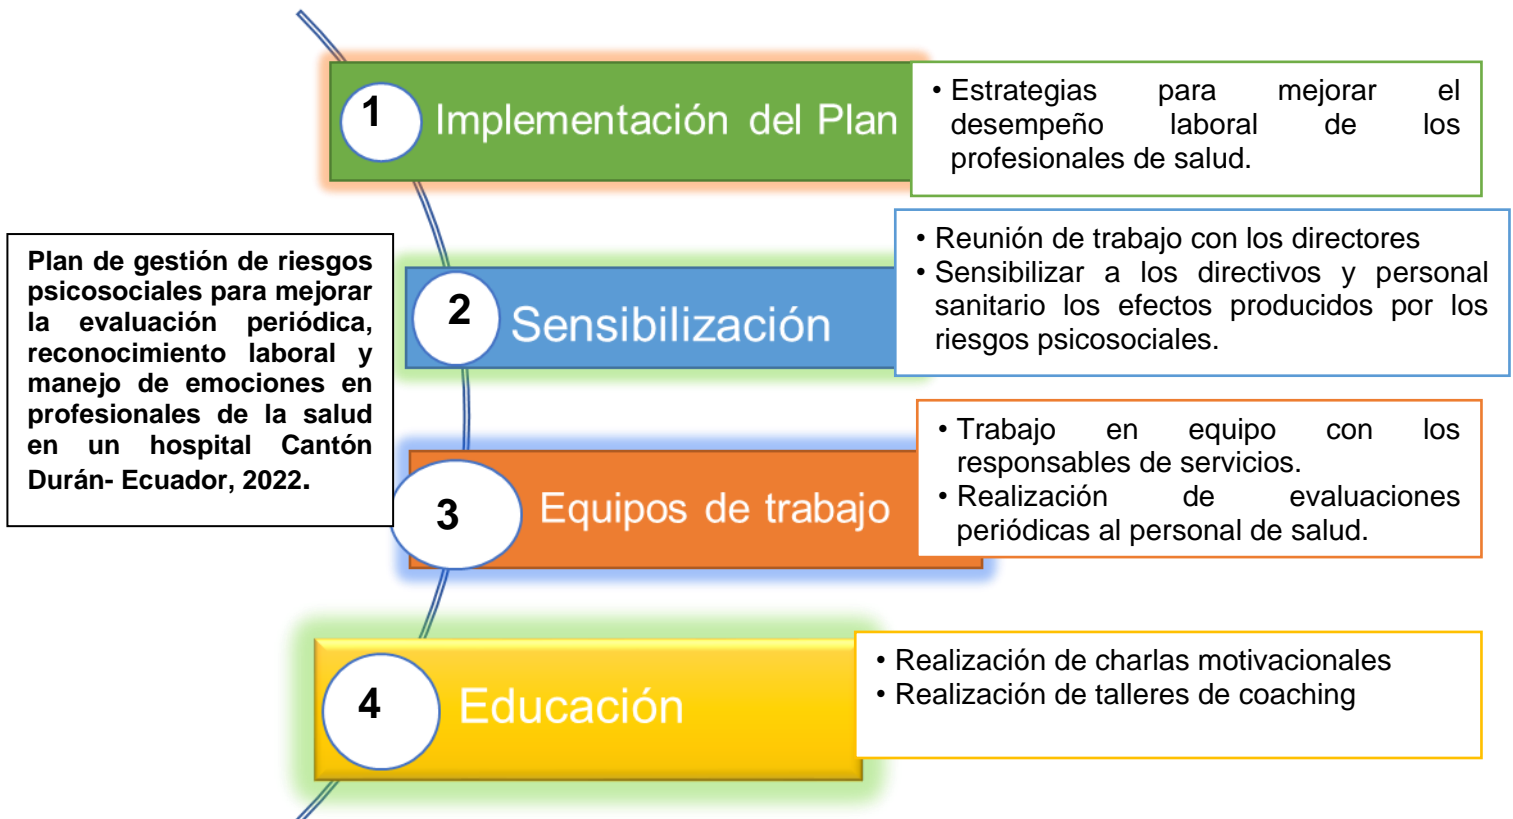 1
Implementación del Plan
• Estrategias para mejorar el
desempeño laboral de los
profesionales de salud.
Plan de gestión de riesgos
psicosociales para mejorar
la evaluación periódica,
reconocimiento laboral y
manejo de emociones en
profesionales de la salud
en un hospital Cantón
Durán- Ecuador, 2022.
2
Sensibilización
• Reunión de trabajo con los directores
• Sensibilizar a los directivos y personal
sanitario los efectos producidos por los
riesgos psicosociales.
3
Equipos de trabajo
• Trabajo en equipo con los
responsables de servicios.
• Realización de evaluaciones
periódicas al personal de salud.
4
Educación
• Realización de charlas motivacionales
• Realización de talleres de coaching